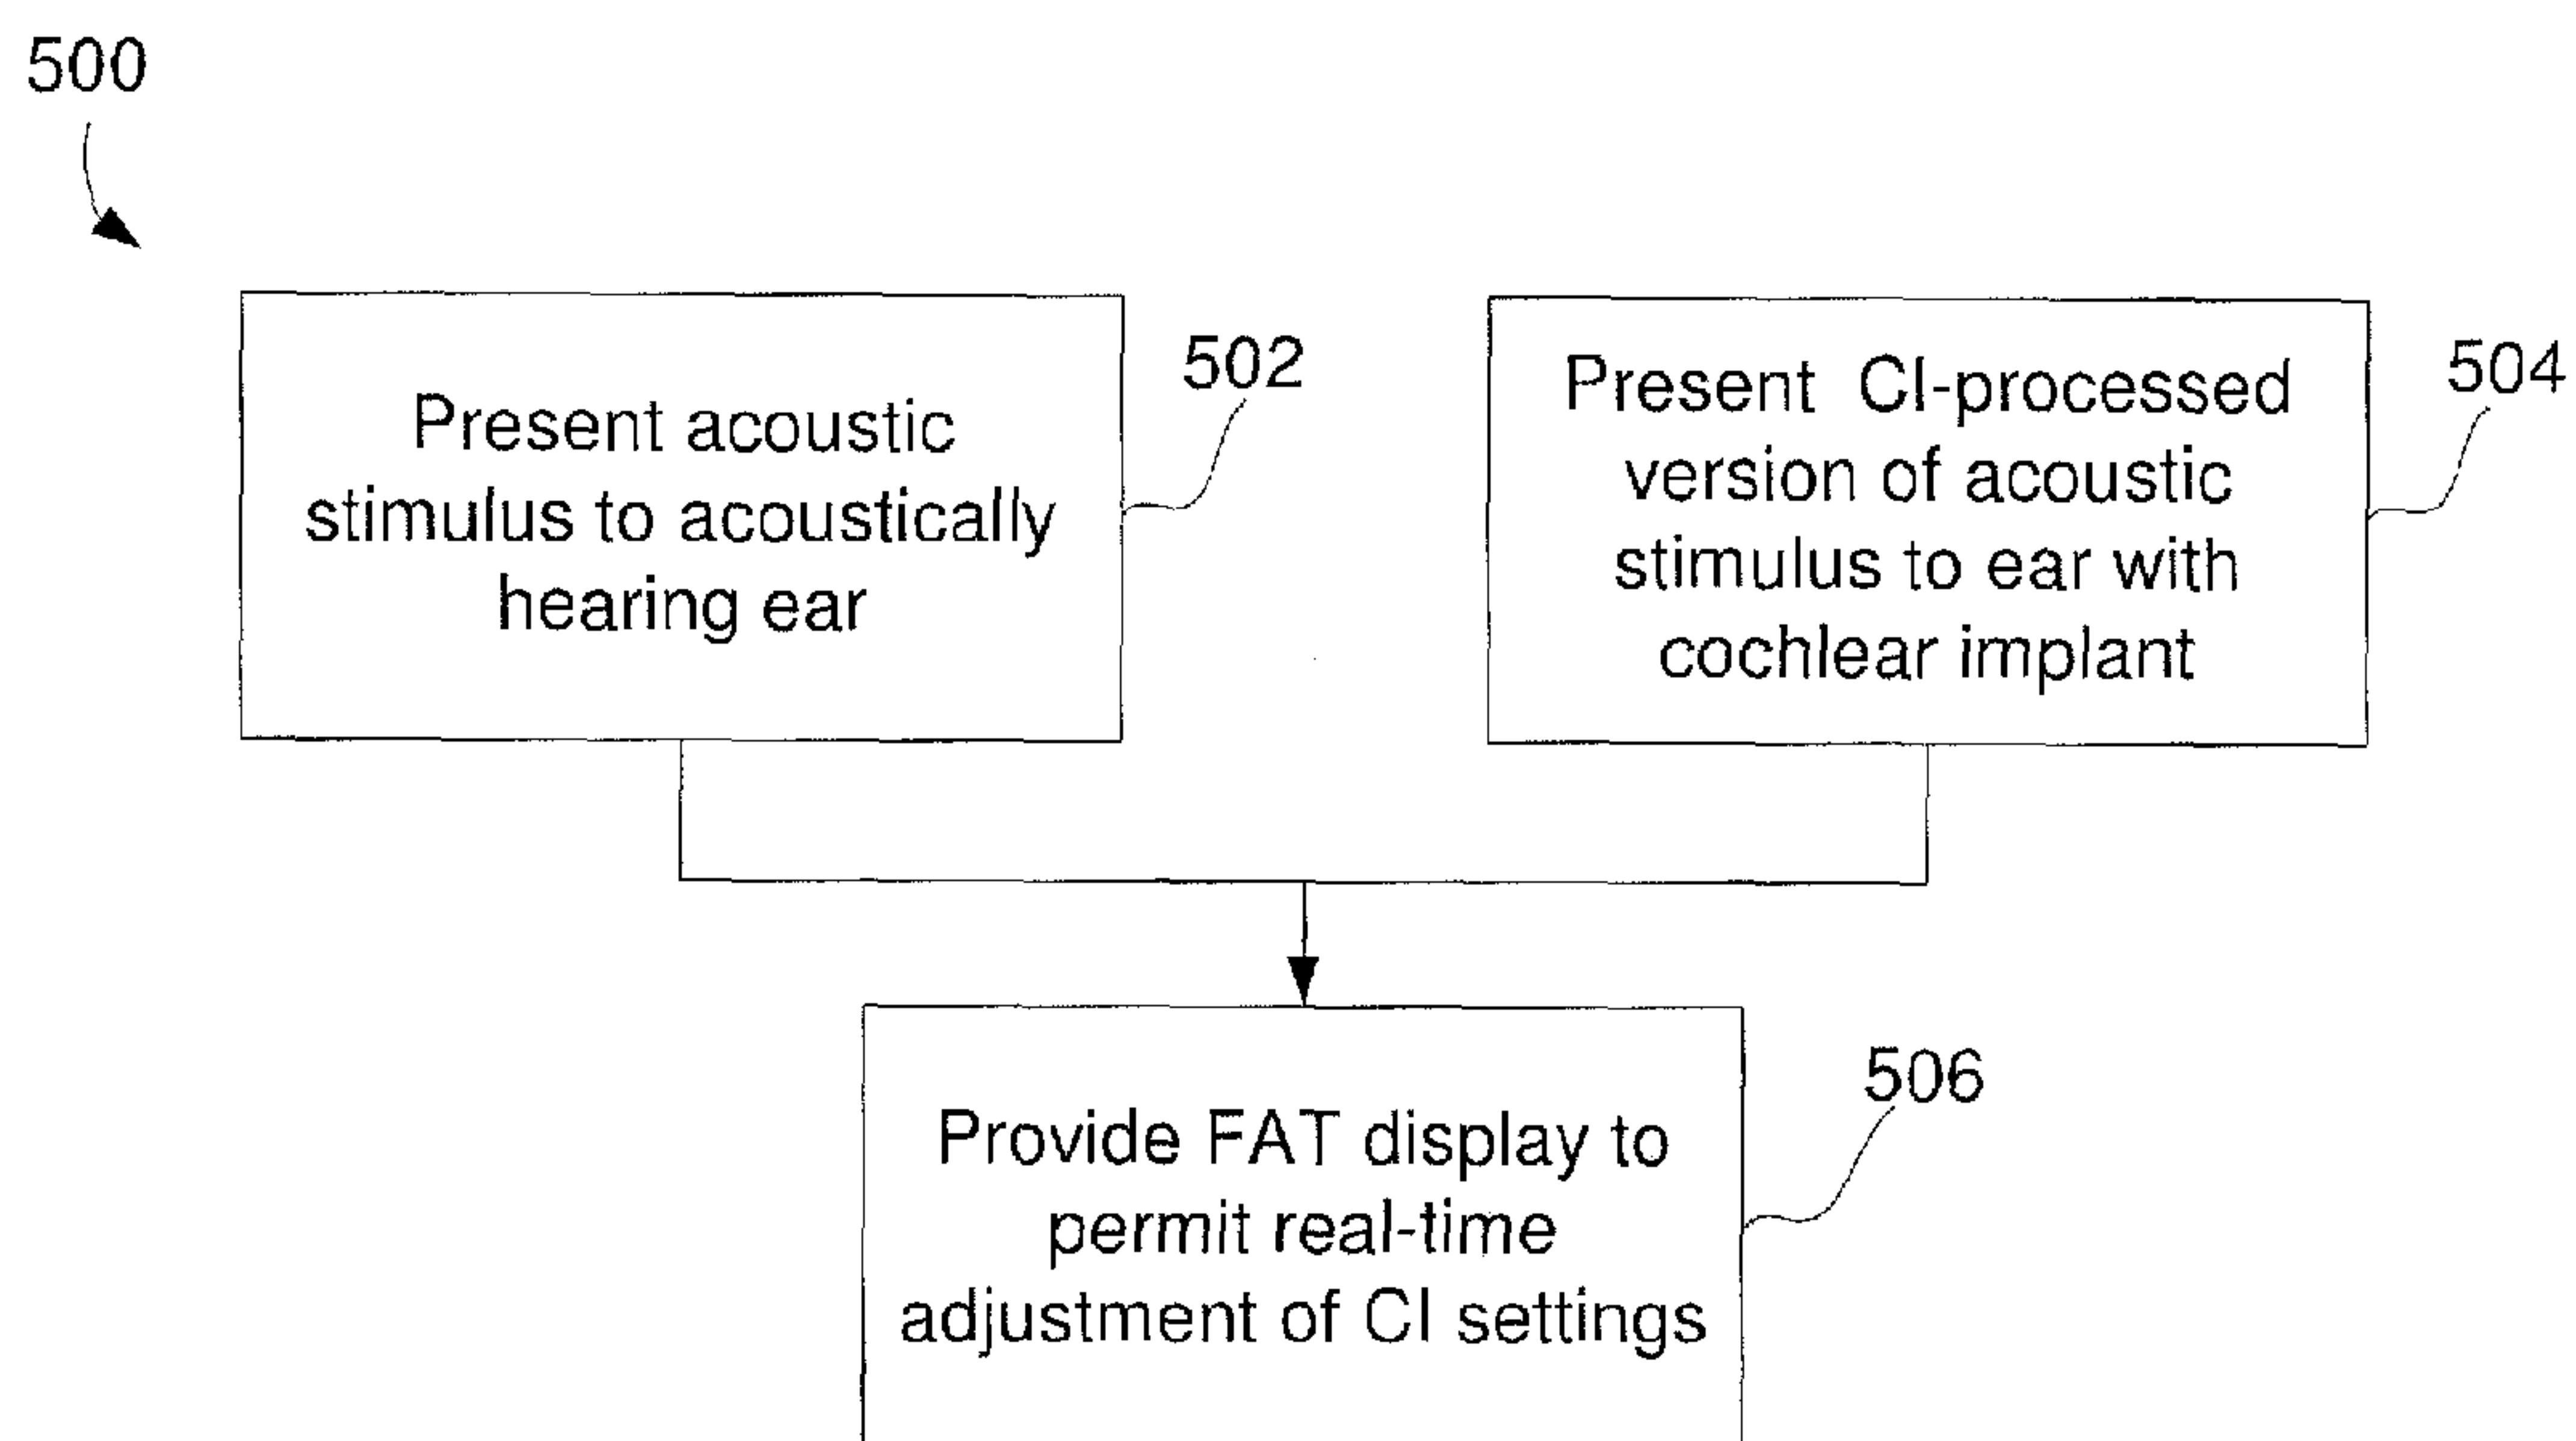 500
Present acoustic
stimulus to acoustically
hearing ear
502
Present CI-processed
version of acoustic
stimulus to ear with
cochlear implant
504
Provide FAT display to
permit real-time
adjustment of CI settings
506